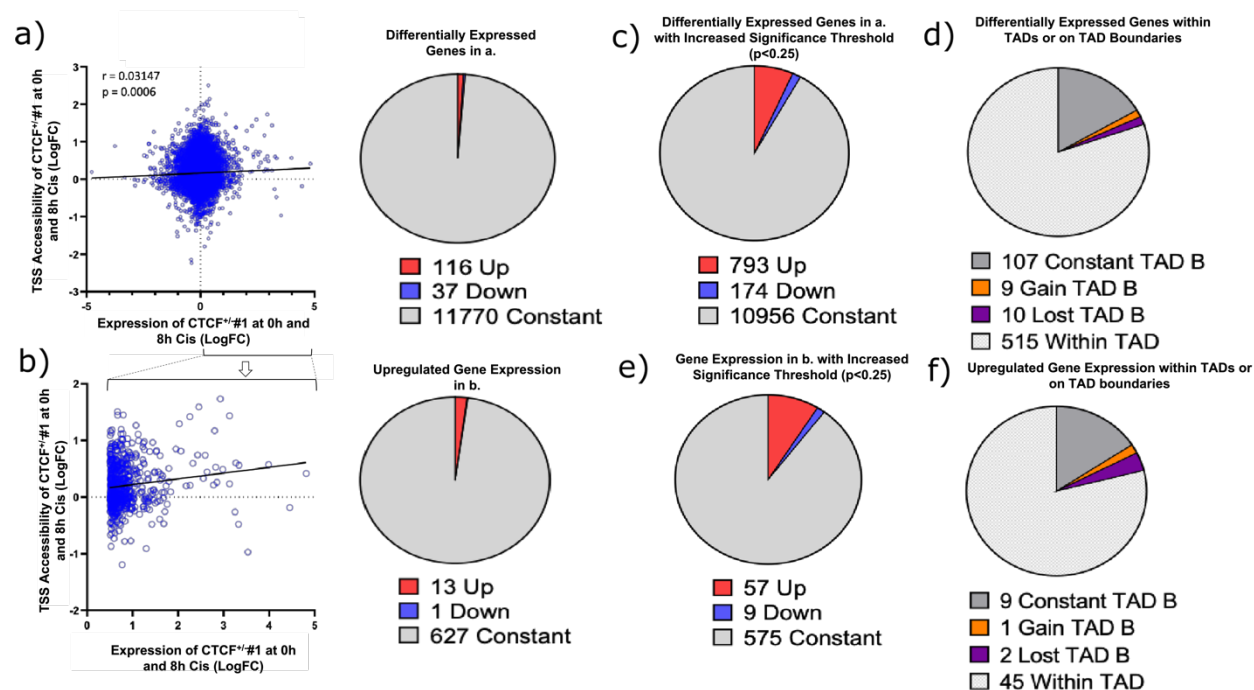 a)
r = 0.03147
p = 0.0006
TSS Accessibility of CTCF+/-#1 at 0h
and 8h Cis (LogFC)
3
2
1
0
-1
-2
3
-5
0
5
Expression of CTCF+/#1 at 0h and
8h Cis (LogFC)
Differentially Expressed
Genes in a.
116 Up
37 Down
11770 Constant
c)
Differentially Expressed Genes in a.
with Increased Significance Threshold
(p<0.25)
793 Up
174 Down
10956 Constant
d)
Differentially Expressed Genes within
TADs or on TAD Boundaries
107 Constant TAD B
9 Gain TAD B
10 Lost TAD B
515 Within TAD
b)
TSS Accessibility of CTCF+/-#1 at 0h
and 8h Cis (LogFC)
2
1
0
-1
-2
0
1
2
3
4
5
Expression of CTCF+/#1 at 0h
and 8h Cis (LogFC)
Upregulated Gene Expression
in b.
13 Up
1 Down
627 Constant
e)
Gene Expression in b. with Increased
Significance Threshold (p<0.25)
57 Up
9 Down
575 Constant
f)
Upregulated Gene Expression within TADs or
on TAD boundaries
9 Constant TAD B
1 Gain TAD B
2 Lost TAD B
45 Within TAD